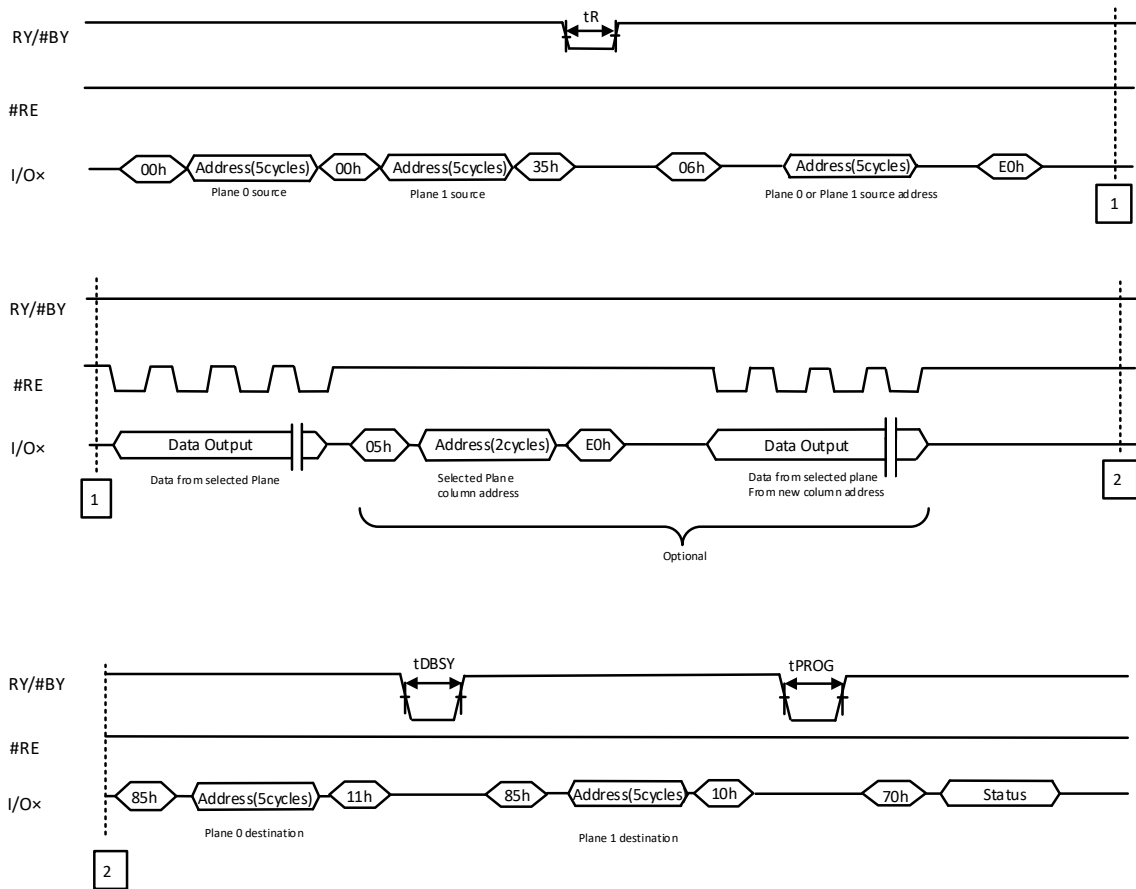 tR
RY/#BY
#RE
I/O×
00h Address(5cycles) 00h Address(5cycles) 35h 06h Address(5cycles) E0h
Plane 0 source Plane 1 source Plane 0 or Plane 1 source address
1
RY/#BY
#RE
I/O×
Data Output 05h Address(2cycles) E0h Data Output
Data from selected Plane
Selected Plane
column address
Data from selected plane
From new column address
1
2
Optional
tDBSY tPROG
RY/#BY
#RE
I/O×
85h Address(5cycles) 11h 85h Address(5cycles 10h 70h Status
Plane 0 destination Plane 1 destination
2